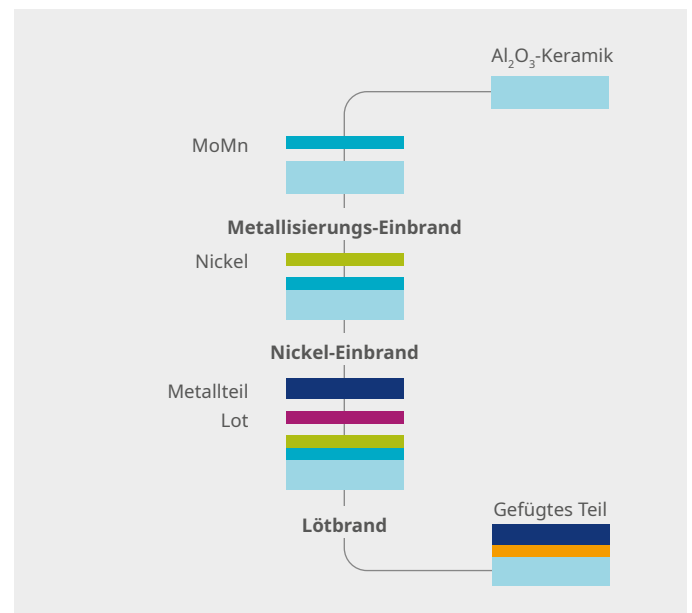 Al₂O₃-Keramik
MoMn
Metallisierungs-Einbrand
Nickel
Nickel-Einbrand
Metallteil
Lot
Lötbrand
Gefügtes Teil